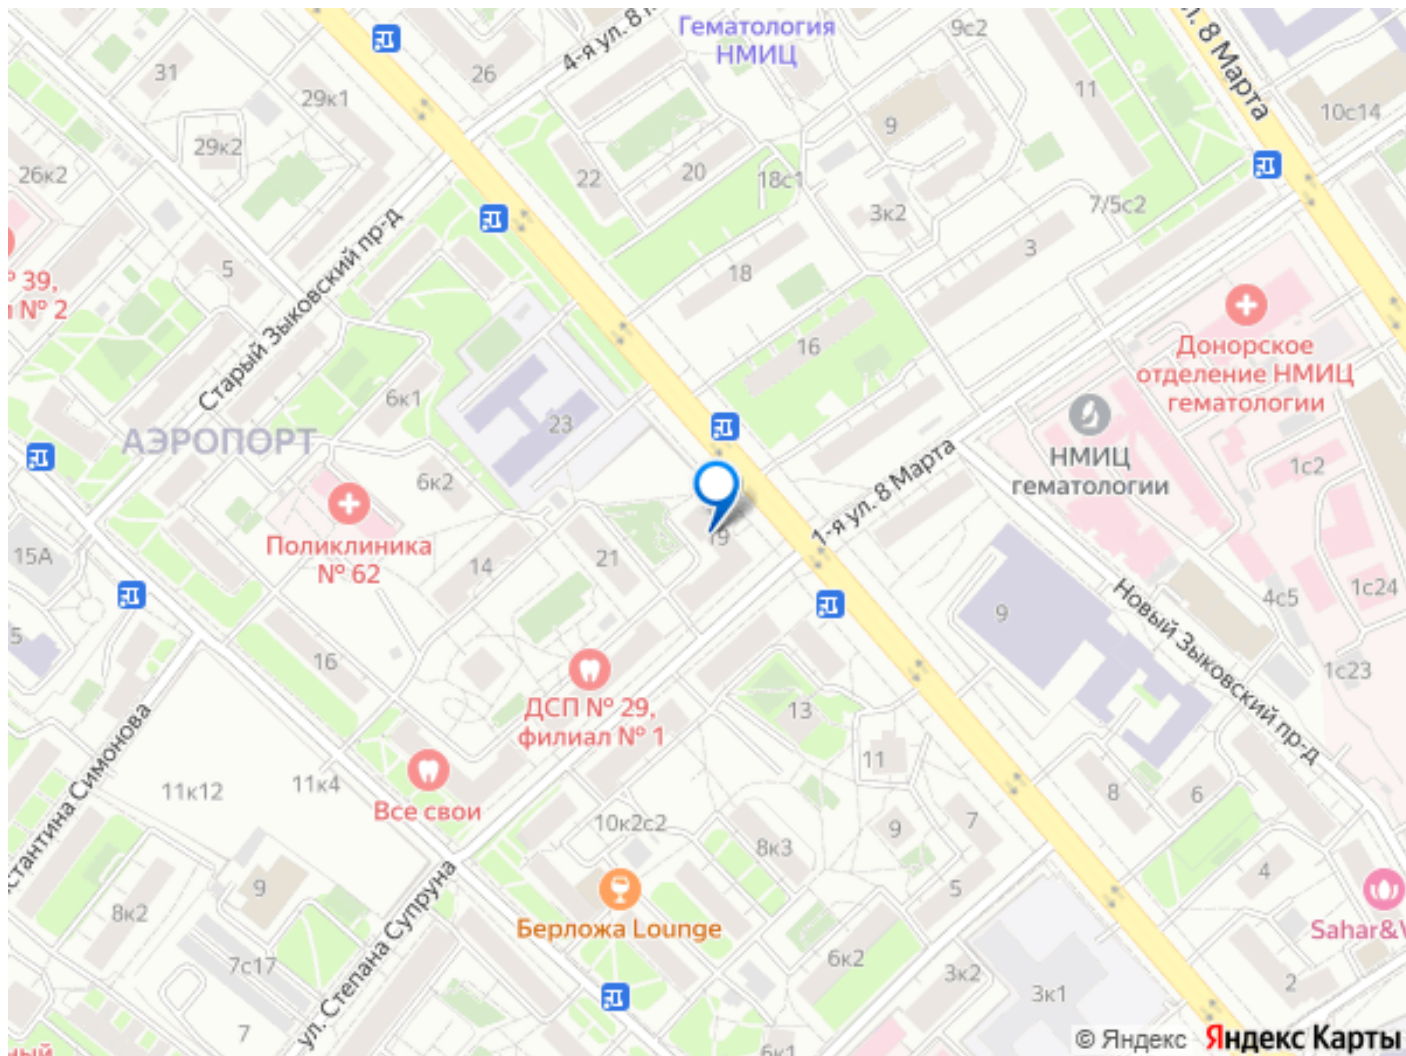 Гематология
НМИЦ
9с2
4-я ул. 8
ул. 8 Марта
31
26
29к1
11
10с14
29к2
9
26к2
22
20
18с1
3к2
7/5с2
3
5
18
№ 39,
№ 2
Старый Зыковский пр-д
16
Донорское
отделение НМИЦ
гематологии
6к1
23
АЭРОПОРТ
НМИЦ
гематологии
1с2
6к2
1-я ул. 8 Марта
19
Поликлиника
№ 62
15А
14
21
4с5
1с24
Новый Зыковский пр-д
9
5
16
1с23
ДСП № 29,
филиал № 1
13
11
11к12
11к4
Все свои
8
6
10к2с2
9
7
8к3
стантина Симонова
9
5
4
8к2
Берложа Lounge
Sahar&
7с17
6к2
3к2
2
3к1
ул. Степана Супруна
7
6к1
© Яндекс
Яндекс Карты